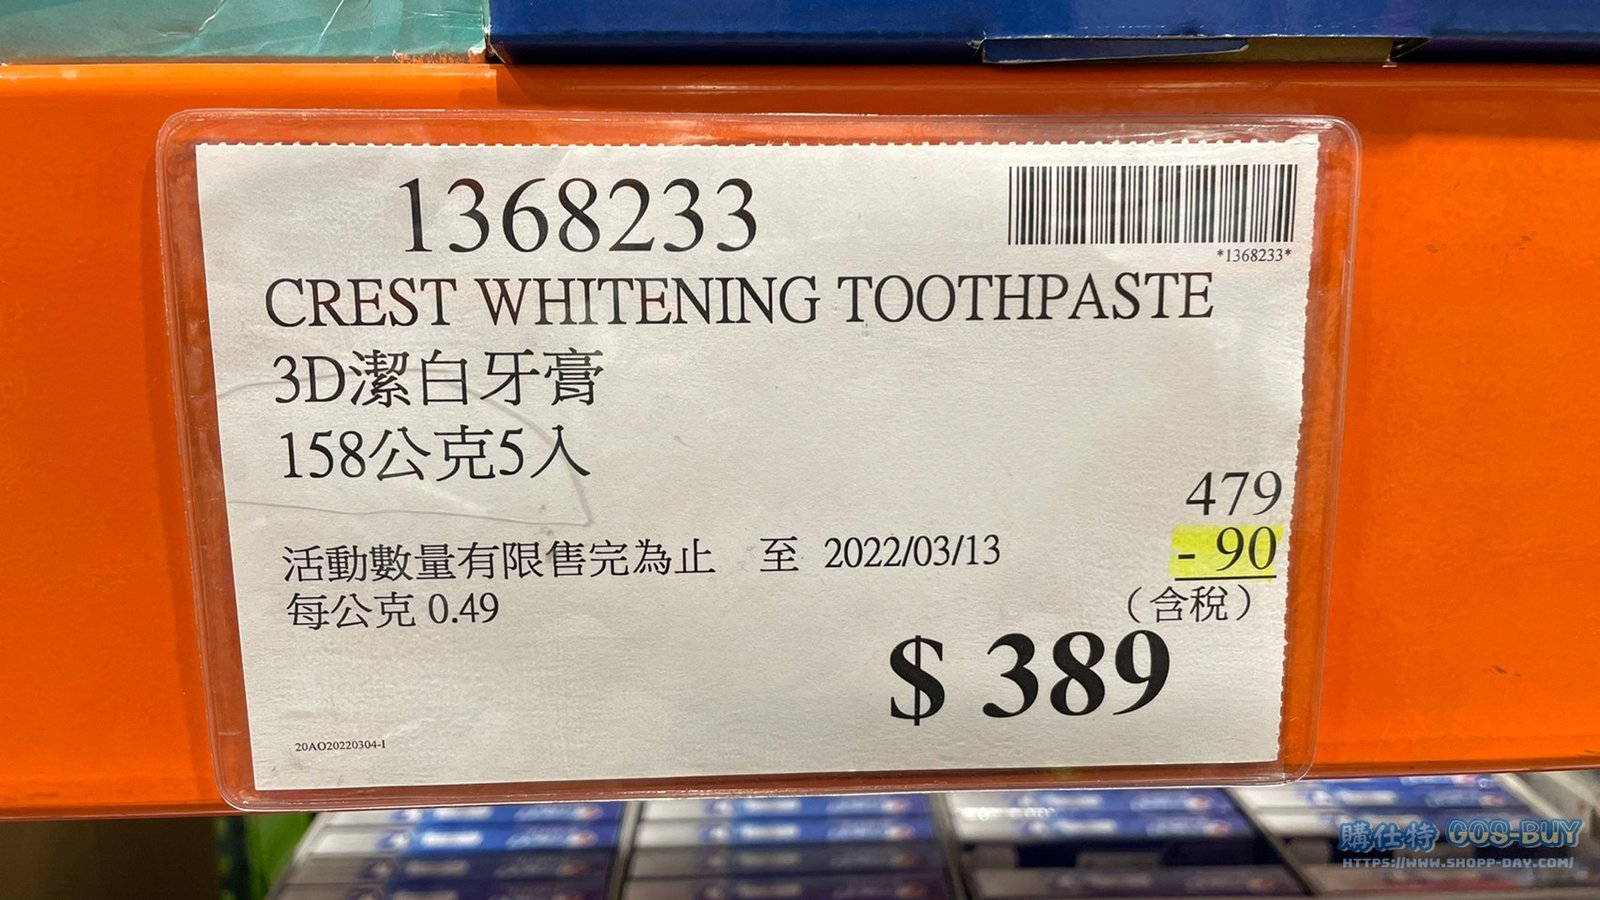 1368233
*1368233*
CREST WHITENING TOOTHPASTE
3D潔白牙膏
158公克5入
479
- 90
活動數量有限售完為止 至 2022/03/13
(含稅)
每公克 0.49
$ 389
20AO20220304-I
購仕特 GOS-BUY
HTTPS://WWW.SHOPP-DAY.COM/